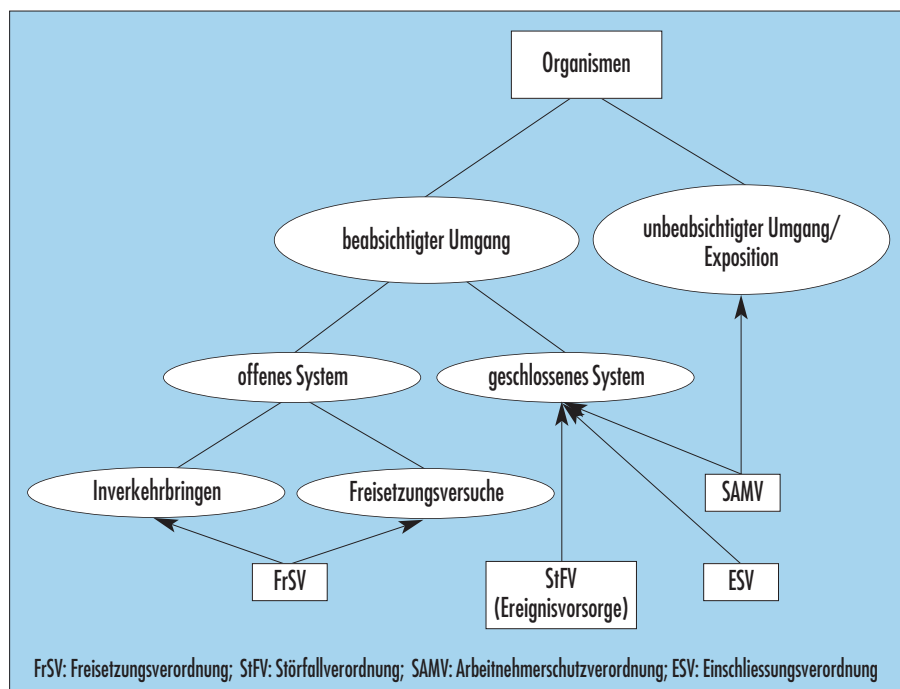 Organismen
beabsichtigter Umgang
unbeabsichtigter Umgang/
Exposition
offenes System
geschlossenes System
Inverkehrbringen
Freisetzungsversuche
SAMV
FrSV
StFV
(Ereignisvorsorge)
ESV
FrSV: Freisetzungsverordnung; StFV: Störfallverordnung; SAMV: Arbeitnehmerschutzverordnung; ESV: Einschliessungsverordnung